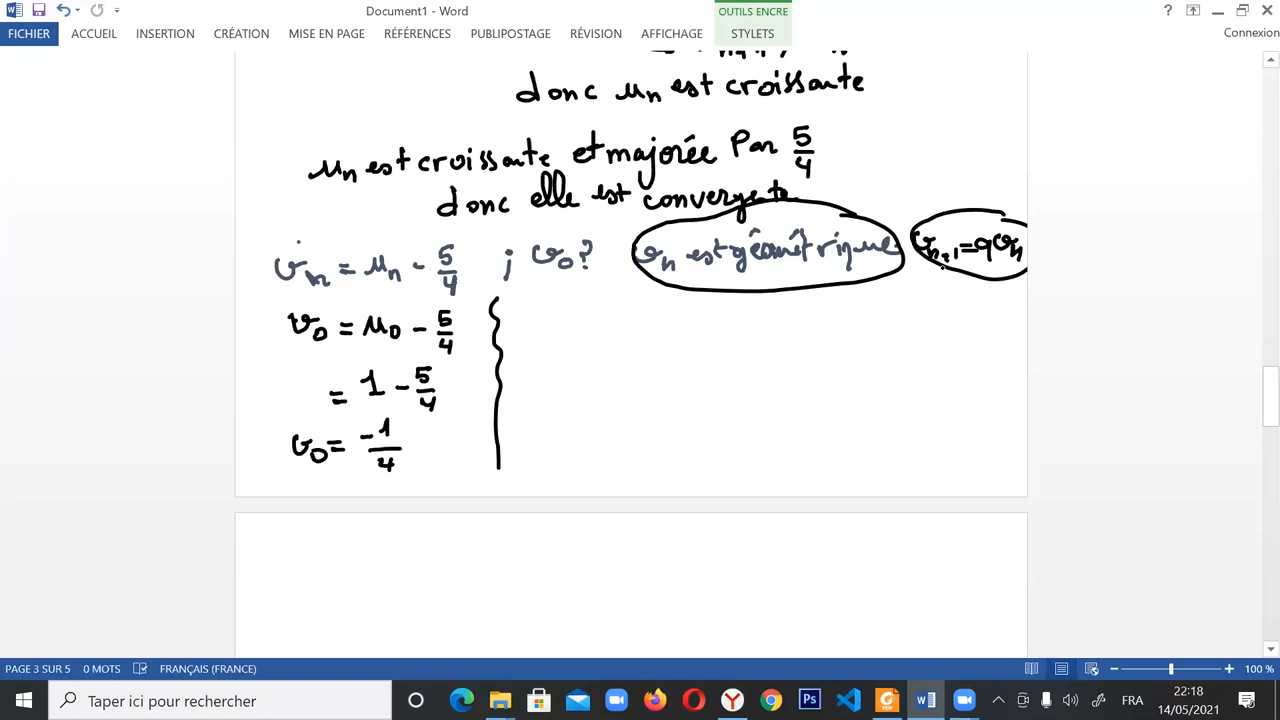 Document1 - Word
OUTILS ENCRE
?
FICHIER ACCUEIL INSERTION CRÉATION MISE EN PAGE RÉFÉRENCES PUBLIPOSTAGE RÉVISION AFFICHAGE STYLETS
Connexion
donc un est croissante
un est croissante et majorée Par 5/4
donc elle est convergente
vn = un - 5/4 ; v0? vn est géométrique vn+1 = qvn
v0 = u0 - 5/4
= 1 - 5/4
v0 = -1/4
PAGE 3 SUR 5 0 MOTS FRANÇAIS (FRANCE) 100 %
Taper ici pour rechercher
FRA
22:18
14/05/2021